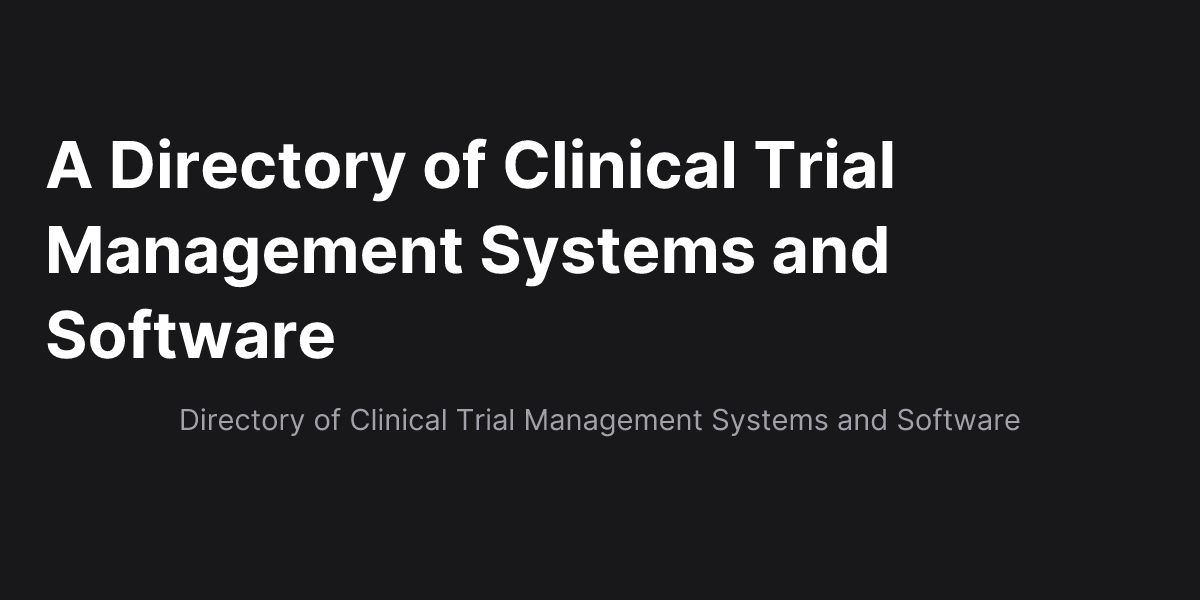 A Directory of Clinical Trial
Management Systems and
Software
Directory of Clinical Trial Management Systems and Software